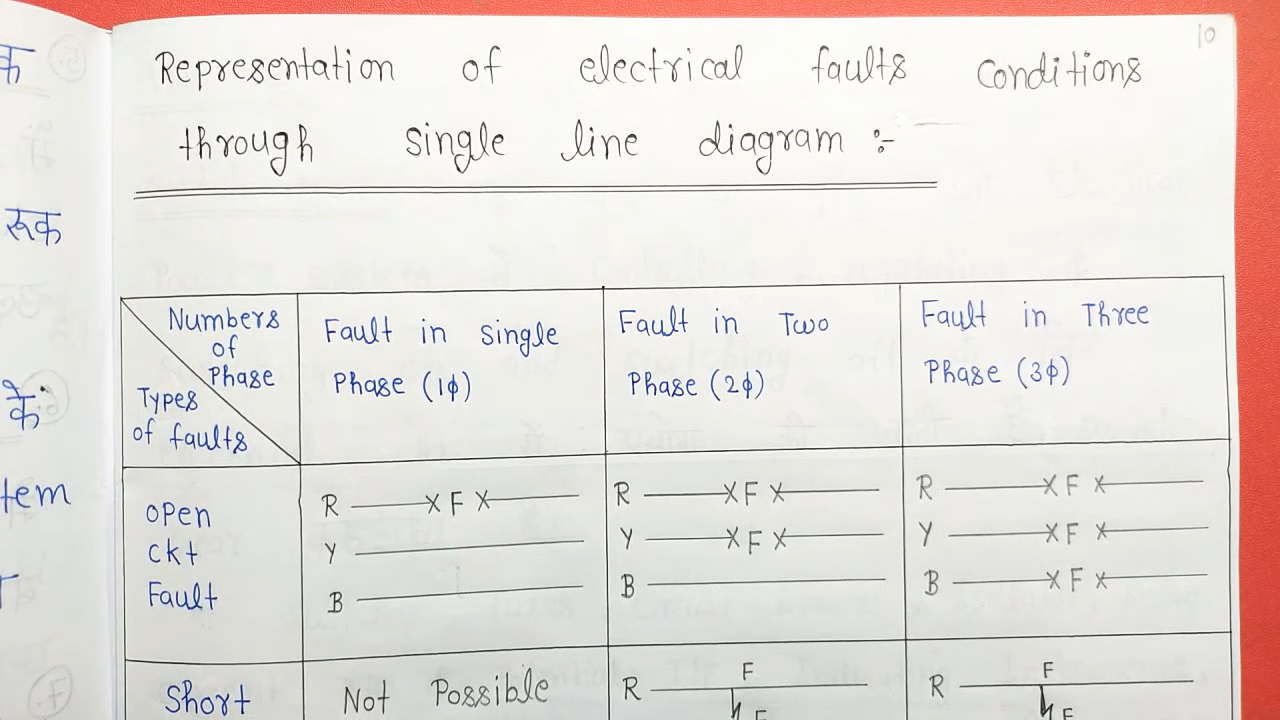 10
Representation of electrical faults conditions
through single line diagram :-
क
रूक
के
tem
Numbers
of
Phase
Types
of faults
Fault in single
Phase (1ϕ)
Fault in Two
Phase (2ϕ)
Fault in Three
Phase (3ϕ)
Open
Ckt
Fault
R X F X
Y
B
R X F X
Y X F X
B
R X F X
Y X F X
B X F X
Short
Not Possible
F
R
F
F
R
F